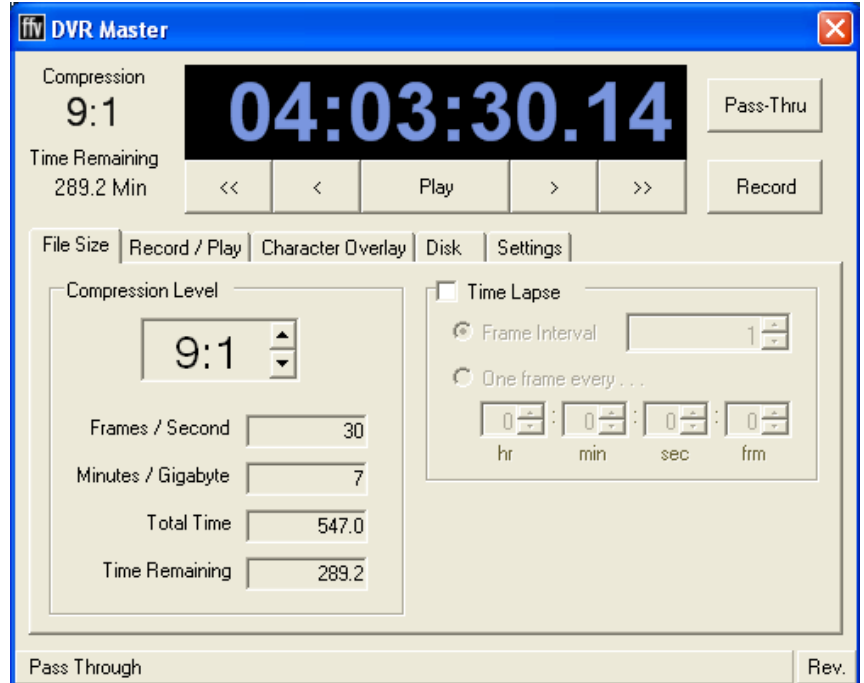 ffv DVR Master
Compression
9:1
04:03:30.14
Pass-Thru
Time Remaining
289.2 Min
<< < Play > >>
Record
File Size Record / Play Character Overlay Disk Settings
Compression Level
9:1
Frames / Second 30
Minutes / Gigabyte 7
Total Time 547.0
Time Remaining 289.2
Time Lapse
Frame Interval 1
One frame every . . .
0 : 0 : 0 : 0
hr min sec frm
Pass Through Rev.